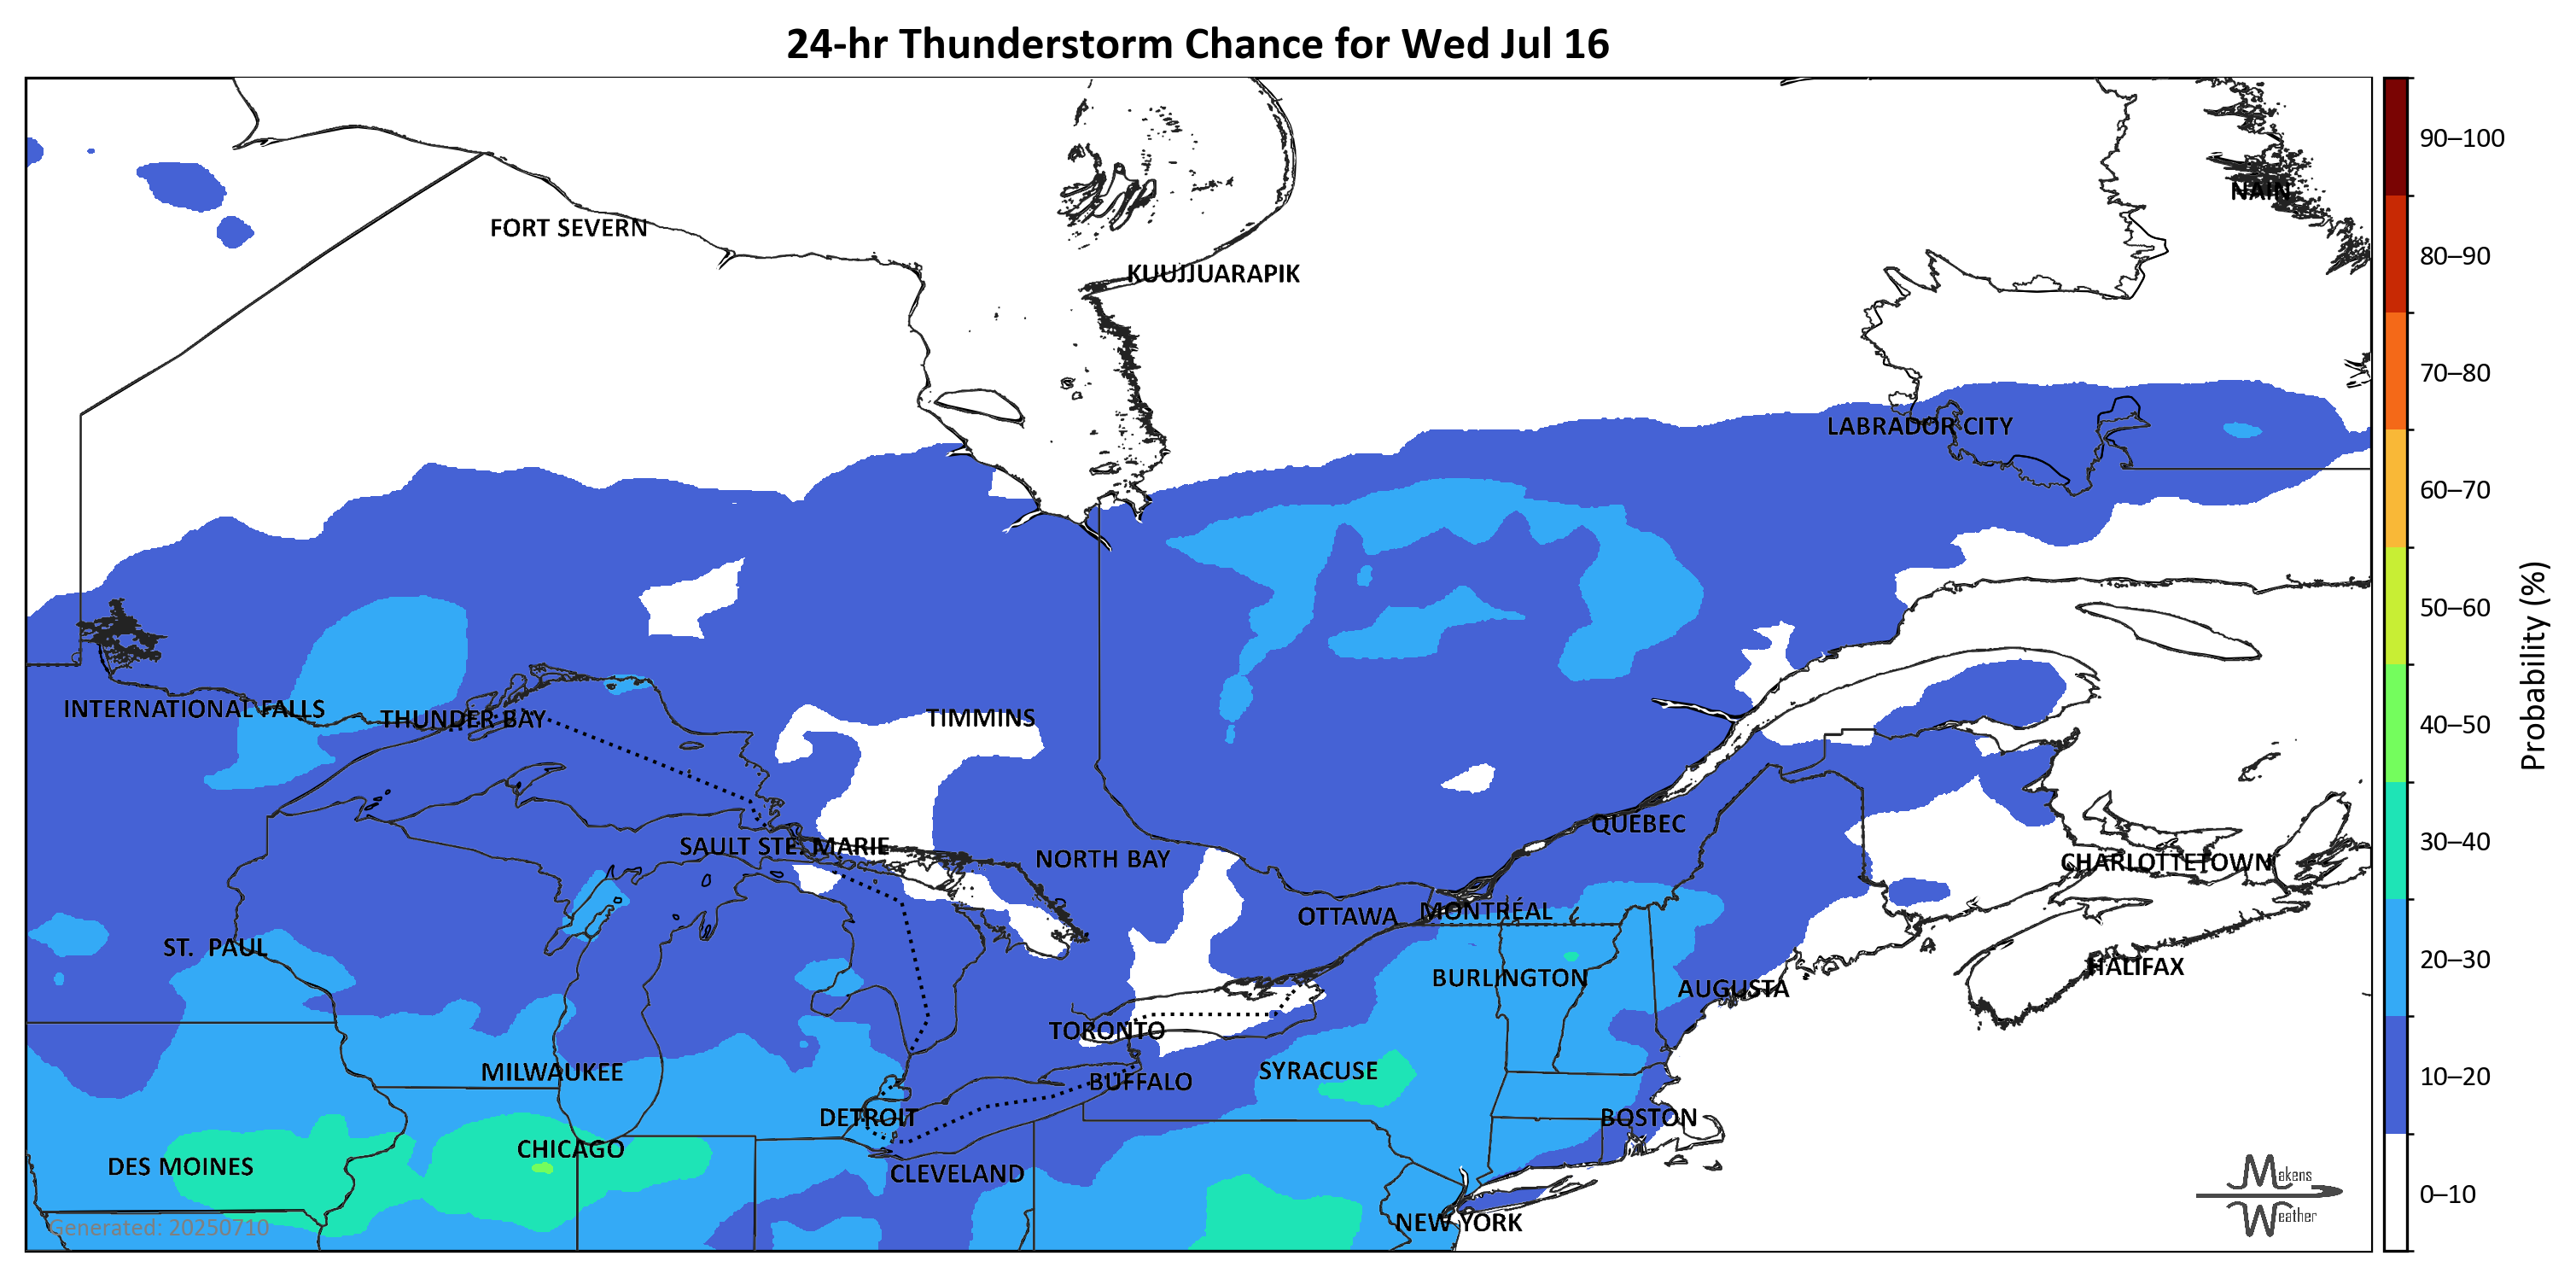 24-hr Thunderstorm Chance for Wed Jul 16
NAIN
FORT SEVERN
KUUJJUARAPIK
LABRADOR CITY
INTERNATIONAL FALLS
THUNDER BAY
TIMMINS
QUEBEC
SAULT STE. MARIE
NORTH BAY
CHARLOTTETOWN
OTTAWA
MONTRÉAL
ST. PAUL
HALIFAX
BURLINGTON
AUGUSTA
TORONTO
MILWAUKEE
SYRACUSE
BUFFALO
DETROIT
BOSTON
CHICAGO
DES MOINES
CLEVELAND
NEW YORK
Generated: 20250710
Makens
Weather
90–100
80–90
70–80
60–70
50–60
40–50
30–40
20–30
10–20
0–10
Probability (%)